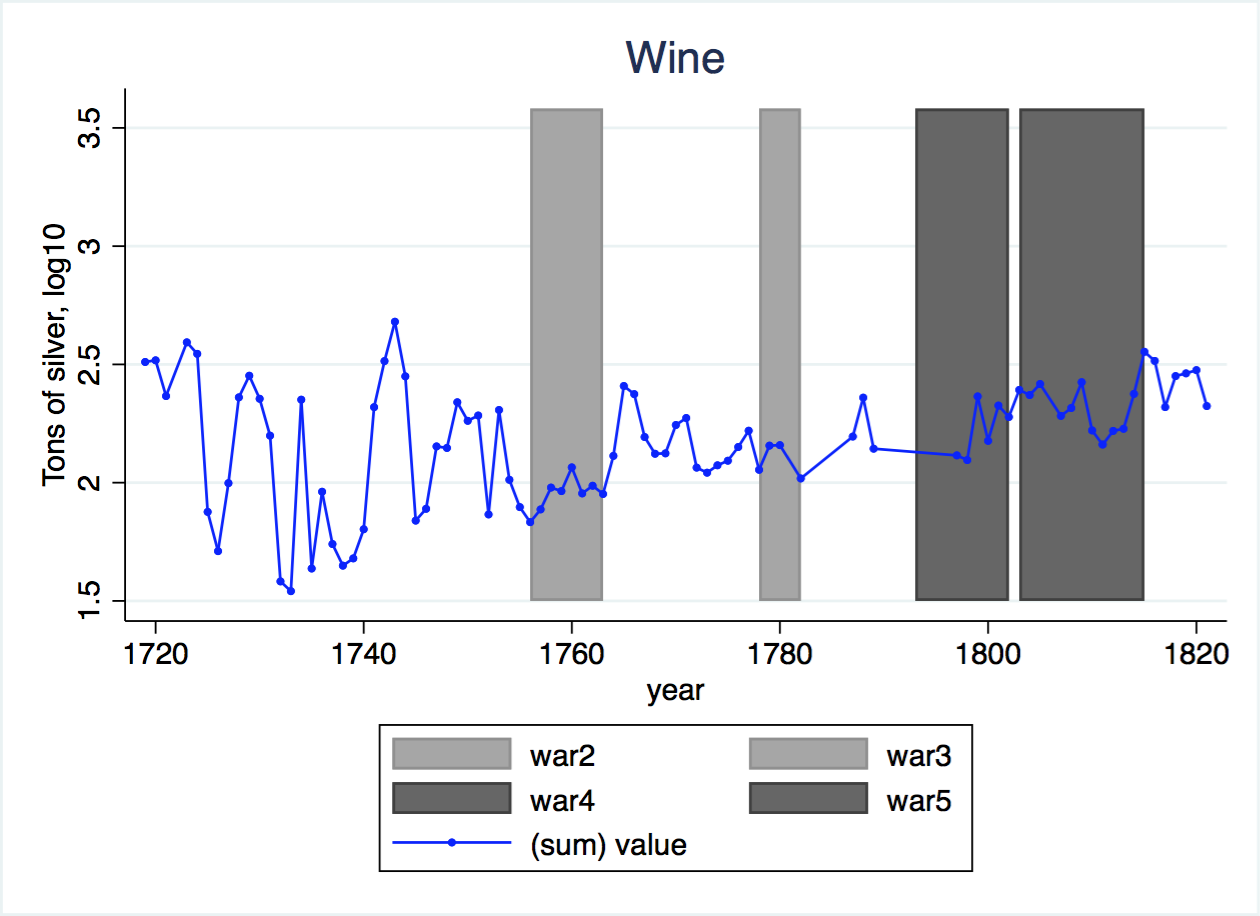 Wine
Tons of silver, log10
3.5
3
2.5
2
1.5
1720 1740 1760 1780 1800 1820
year
war2 war3
war4 war5
(sum) value